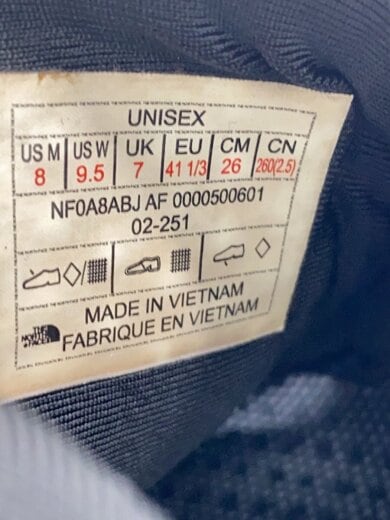 UNISEX
US M US W UK EU CM CN
8 9.5 7 41 1/3 26 260(2.5)
NF0A8ABJ AF 0000500601
02-251
MADE IN VIETNAM
THE NORTH FACE FABRIQUE EN VIETNAM